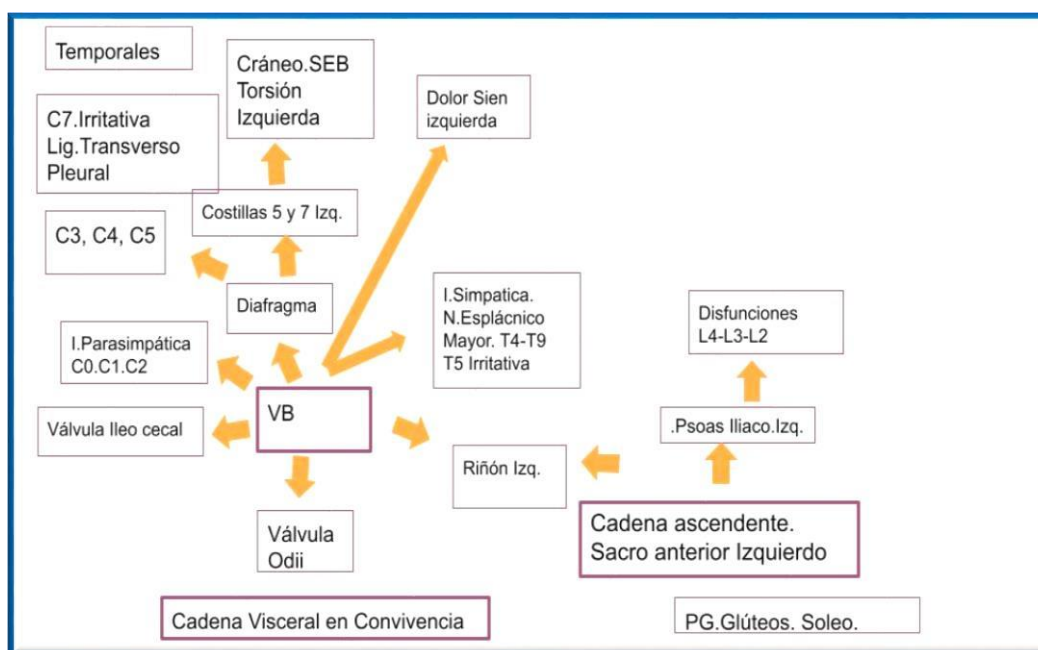 Temporales
Cráneo.SEB
Torsión
Izquierda
Dolor Sien
izquierda
C7.Irritativa
Lig.Transverso
Pleural
Costillas 5 y 7 Izq.
C3, C4, C5
Diafragma
I.Simpatica.
N.Esplácnico
Mayor. T4-T9
T5 Irritativa
Disfunciones
L4-L3-L2
I.Parasimpática
C0.C1.C2
VB
Válvula Ileo cecal
.Psoas Iliaco.Izq.
Riñón Izq.
Válvula
Odii
Cadena ascendente.
Sacro anterior Izquierdo
Cadena Visceral en Convivencia
PG.Glúteos. Soleo.